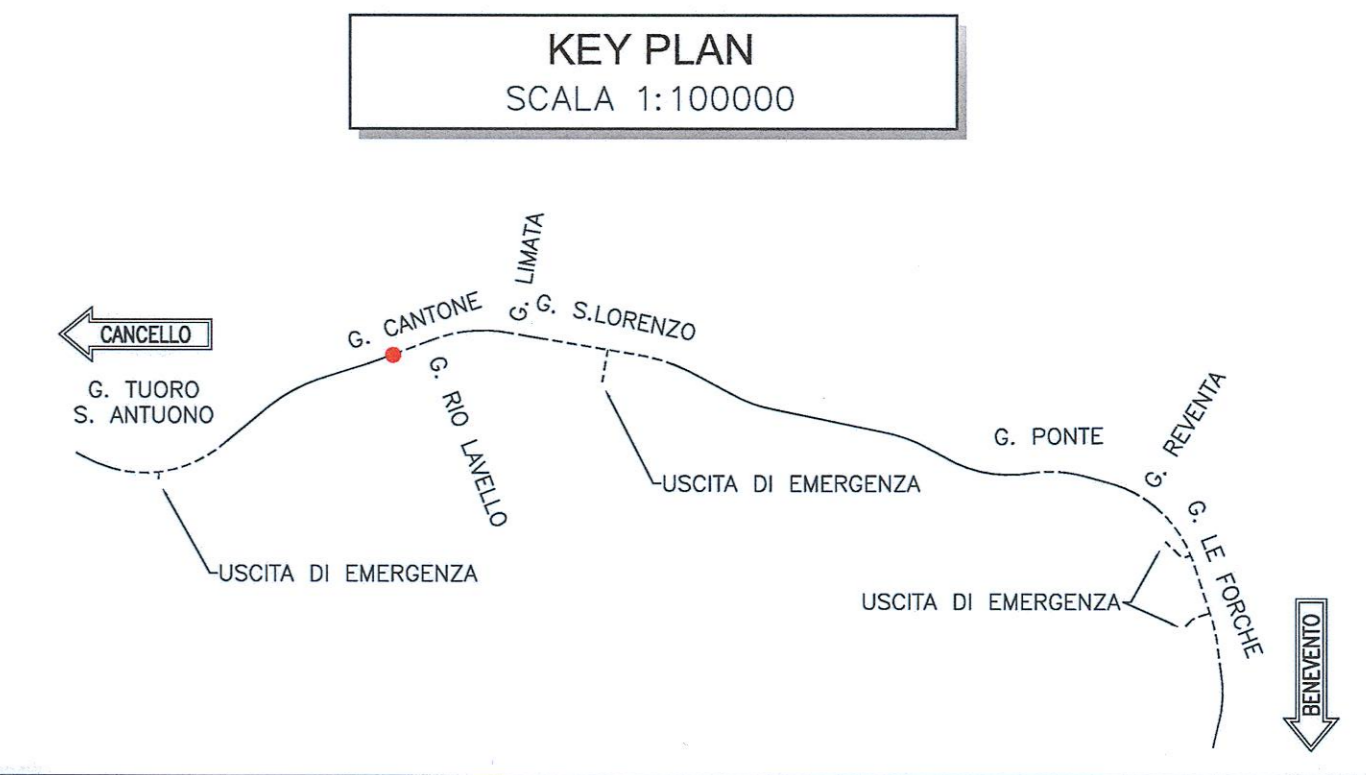 KEY PLAN
SCALA 1:100000
CANCELLO
G. TUORO
S. ANTUONO
G. CANTONE
G. RIO LAVELLO
G. LIMATA
G. S.LORENZO
USCITA DI EMERGENZA
USCITA DI EMERGENZA
G. PONTE
G. REVENTA
G. LE FORCHE
USCITA DI EMERGENZA
BENEVENTO